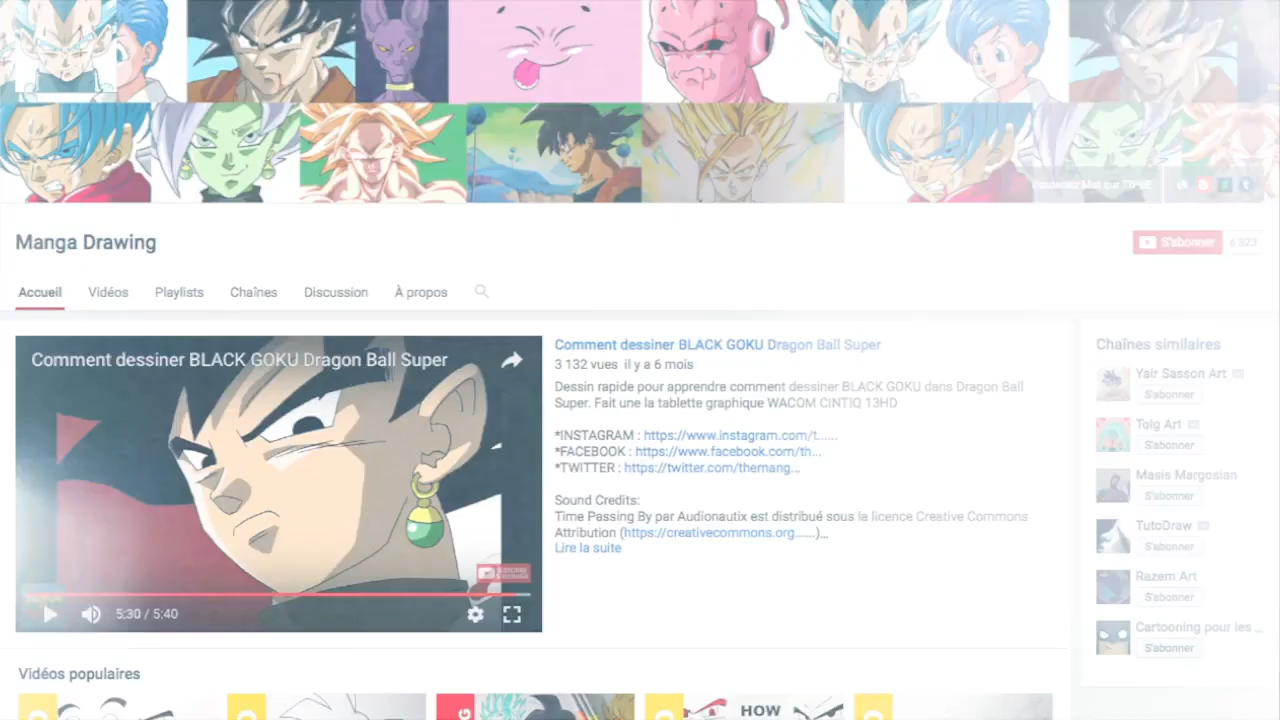 Manga Drawing
S'abonner 6 323
Accueil Vidéos Playlists Chaînes Discussion À propos
Comment dessiner BLACK GOKU Dragon Ball Super
5:30 / 5:40
Comment dessiner BLACK GOKU Dragon Ball Super
3 132 vues il y a 6 mois
Dessin rapide pour apprendre comment dessiner BLACK GOKU dans Dragon Ball
Super. Fait une la tablette graphique WACOM CINTIQ 13HD
*INSTAGRAM : https://www.instagram.com/t......
*FACEBOOK : https://www.facebook.com/th...
*TWITTER : https://twitter.com/themang...
Sound Credits:
Time Passing By par Audionautix est distribué sous la licence Creative Commons
Attribution (https://creativecommons.org......)...
Lire la suite
Chaînes similaires
Yair Sasson Art
S'abonner
Tolg Art
S'abonner
Masis Margosian
S'abonner
TutoDraw
S'abonner
Razem Art
S'abonner
Cartooning pour les ...
S'abonner
Vidéos populaires
HOW